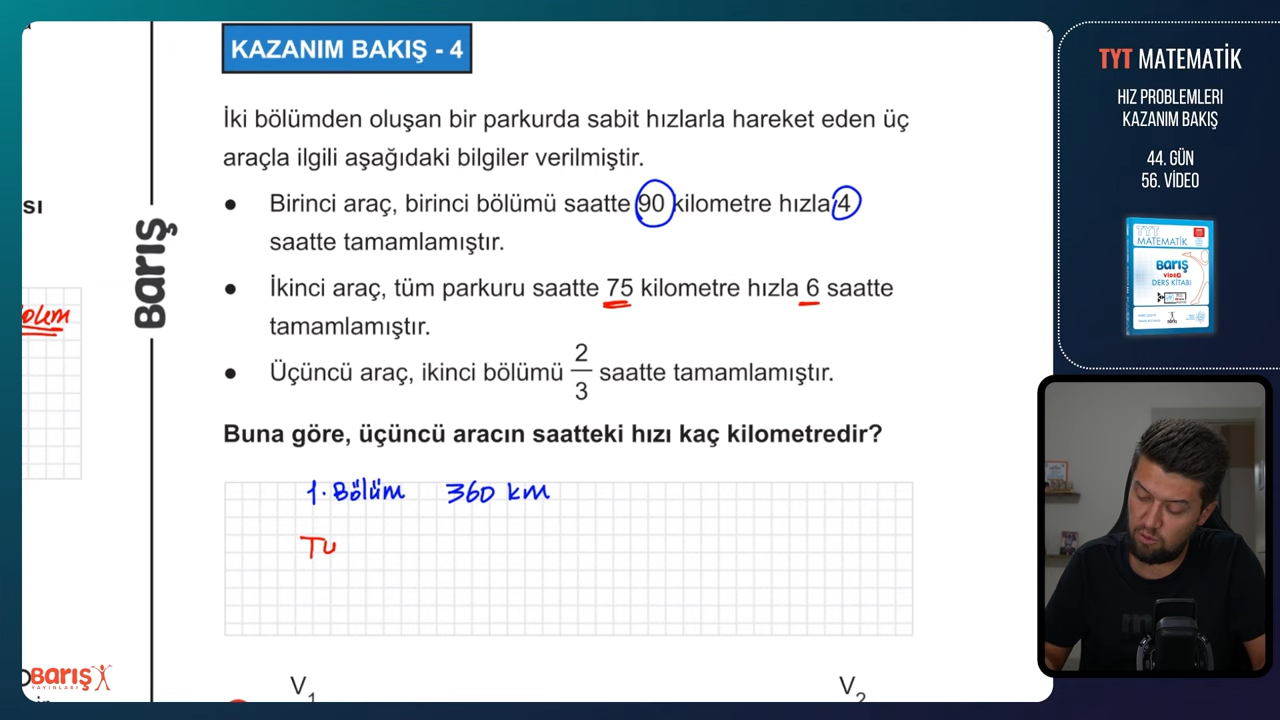 KAZANIM BAKIŞ - 4
İki bölümden oluşan bir parkurda sabit hızlarla hareket eden üç
araçla ilgili aşağıdaki bilgiler verilmiştir.
● Birinci araç, birinci bölümü saatte 90 kilometre hızla 4
saatte tamamlamıştır.
● İkinci araç, tüm parkuru saatte 75 kilometre hızla 6 saatte
tamamlamıştır.
● Üçüncü araç, ikinci bölümü 2/3 saatte tamamlamıştır.
Buna göre, üçüncü aracın saatteki hızı kaç kilometredir?
1. Bölüm 360 km
Tü
V1
V2
sı
Barış
BARIŞ
YAYINLARI
TYT MATEMATİK
HIZ PROBLEMLERI
KAZANIM BAKIŞ
44. GÜN
56. VİDEO
TYT
MATEMATİK
BARIŞ
VİDEO
DERS KİTABI